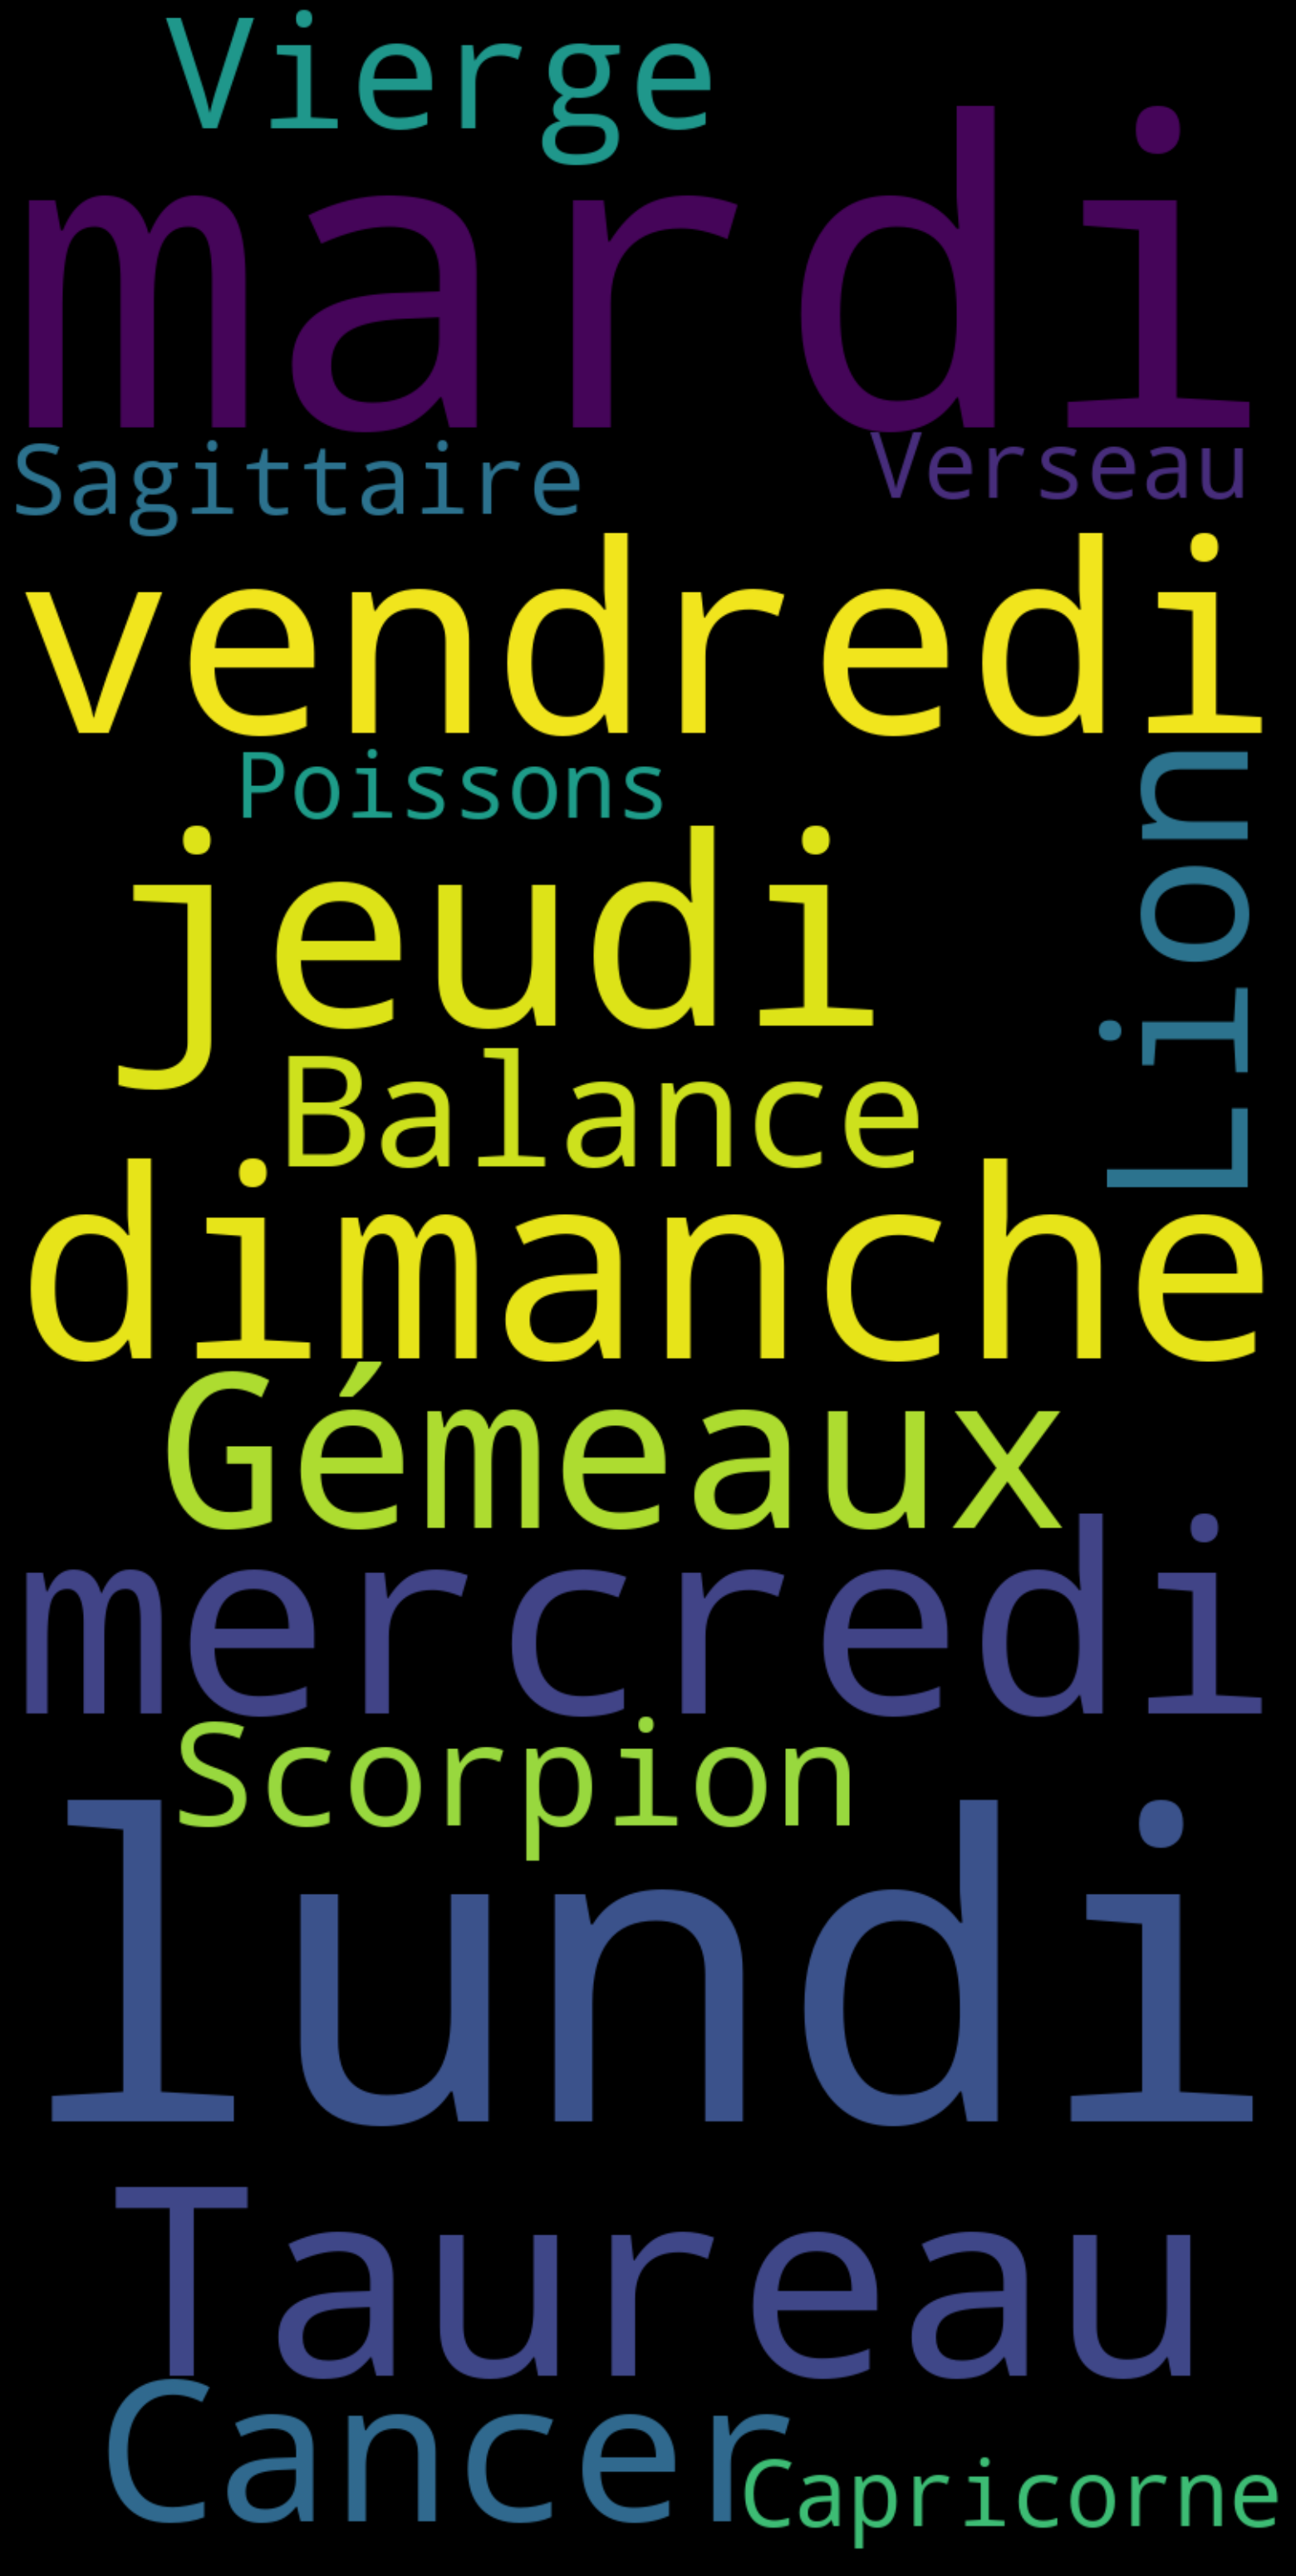 Vierge
mardi
Sagittaire
Verseau
vendredi
Poissons
Lion
jeudi
Balance
dimanche
Gémeaux
mercredi
Scorpion
lundi
Taureau
Cancer
Capricorne